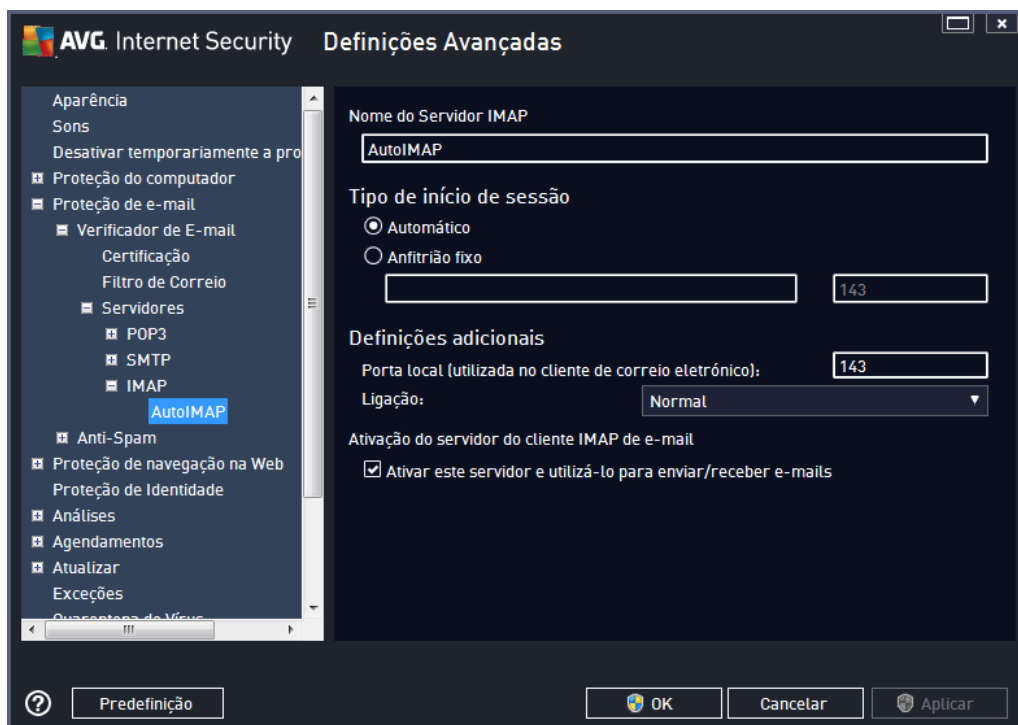 AVG. Internet Security Definições Avançadas
Aparência
Sons
Desativar temporariamente a pro
Proteção do computador
Proteção de e-mail
Verificador de E-mail
Certificação
Filtro de Correio
Servidores
POP3
SMTP
IMAP
AutoIMAP
Anti-Spam
Proteção de navegação na Web
Proteção de Identidade
Análises
Agendamentos
Atualizar
Exceções
Quarentena de Vírus
Nome do Servidor IMAP
AutoIMAP
Tipo de início de sessão
Automático
Anfitrião fixo
143
Definições adicionais
Porta local (utilizada no cliente de correio eletrónico): 143
Ligação: Normal
Ativação do servidor do cliente IMAP de e-mail
Ativar este servidor e utilizá-lo para enviar/receber e-mails
Predefinição OK Cancelar Aplicar